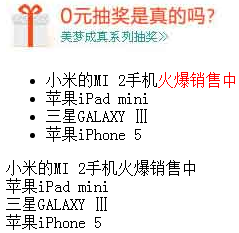 0元抽奖是真的吗?
美梦成真系列抽奖≫
小米的MI 2手机火爆销售中
苹果iPad mini
三星GALAXY Ⅲ
苹果iPhone 5
小米的MI 2手机火爆销售中
苹果iPad mini
三星GALAXY Ⅲ
苹果iPhone 5